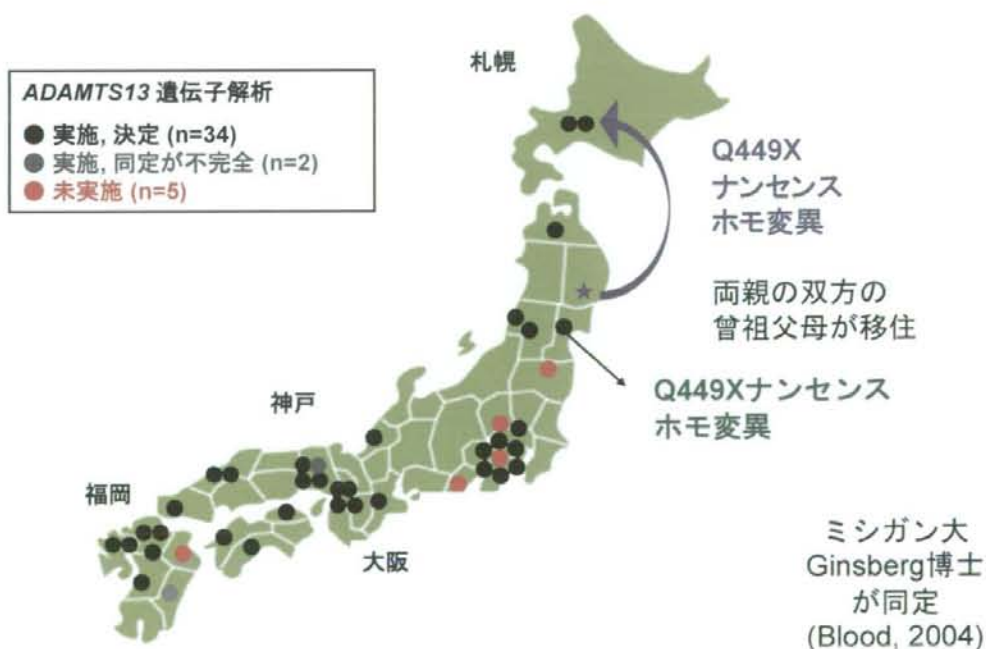 札幌
ADAMTS13 遺伝子解析
実施, 決定 (n=34)
実施, 同定が不完全 (n=2)
未実施 (n=5)
Q449X
ナンセンス
ホモ変異
両親の双方の
曾祖父母が移住
Q449Xナンセンス
ホモ変異
神戸
福岡
大阪
ミシガン大
Ginsberg博士
が同定
(Blood, 2004)